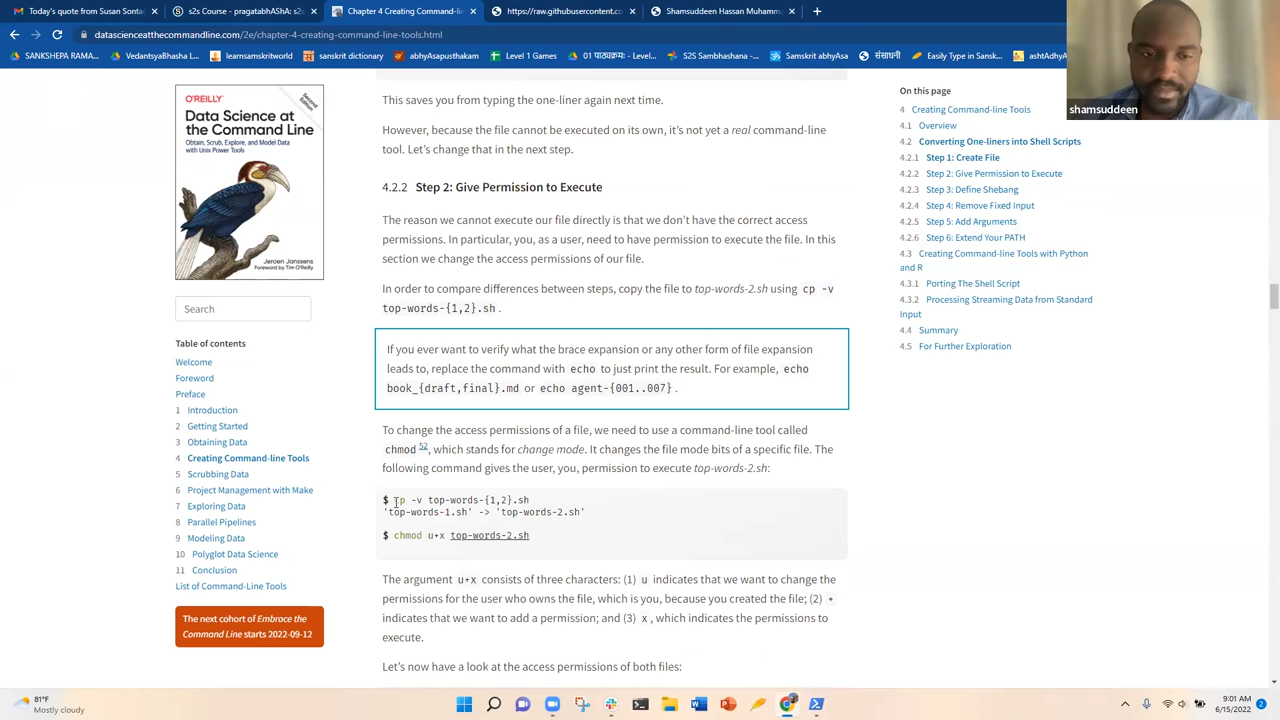 Today's quote from Susan
s2s course - Praśnāḥ - San
Chapter 4 Creating Command-lin
https://raw.githubusercontent.co
Shamsuddeen Hassan Muhamm
datascienceatthecommandline.com/2e/chapter-4-creating-command-line-tools.html
SANKSHEPA RAMA...
VedantsyaBhasha L...
learnsamskritworld
sanskrit dictionary
abhyAsapusthakam
Level 1 Games
01 पाठ्यक्रमः - Level...
S2S Sambhashana -...
Samskrit abhyAsa
संसाधनी
Easily Type in Sansk...
ashtAdhy
shamsuddeen
O'REILLY
Second Edition
Data Science
at the Command Line
Obtain, Scrub, Explore, and Model Data
with Unix Power Tools
Jeroen Janssens
Foreword by Tim O'Reilly
Search
Table of contents
Welcome
Foreword
Preface
1 Introduction
2 Getting Started
3 Obtaining Data
4 Creating Command-line Tools
5 Scrubbing Data
6 Project Management with Make
7 Exploring Data
8 Parallel Pipelines
9 Modeling Data
10 Polyglot Data Science
11 Conclusion
List of Command-Line Tools
The next cohort of Embrace the
Command Line starts 2022-09-12
This saves you from typing the one-liner again next time.
However, because the file cannot be executed on its own, it's not yet a real command-line
tool. Let's change that in the next step.
4.2.2 Step 2: Give Permission to Execute
The reason we cannot execute our file directly is that we don't have the correct access
permissions. In particular, you, as a user, need to have permission to execute the file. In this
section we change the access permissions of our file.
In order to compare differences between steps, copy the file to top-words-2.sh using cp -v
top-words-{1,2}.sh .
If you ever want to verify what the brace expansion or any other form of file expansion
leads to, replace the command with echo to just print the result. For example, echo
book_{draft,final}.md or echo agent-{001..007} .
To change the access permissions of a file, we need to use a command-line tool called
chmod 52, which stands for change mode. It changes the file mode bits of a specific file. The
following command gives the user, you, permission to execute top-words-2.sh:
$ cp -v top-words-{1,2}.sh
'top-words-1.sh' -> 'top-words-2.sh'
$ chmod u+x top-words-2.sh
The argument u+x consists of three characters: (1) u indicates that we want to change the
permissions for the user who owns the file, which is you, because you created the file; (2) +
indicates that we want to add a permission; and (3) x , which indicates the permissions to
execute.
Let's now have a look at the access permissions of both files:
On this page
4 Creating Command-line Tools
4.1 Overview
4.2 Converting One-liners into Shell Scripts
4.2.1 Step 1: Create File
4.2.2 Step 2: Give Permission to Execute
4.2.3 Step 3: Define Shebang
4.2.4 Step 4: Remove Fixed Input
4.2.5 Step 5: Add Arguments
4.2.6 Step 6: Extend Your PATH
4.3 Creating Command-line Tools with Python
and R
4.3.1 Porting The Shell Script
4.3.2 Processing Streaming Data from Standard
Input
4.4 Summary
4.5 For Further Exploration
81°F
Mostly cloudy
9:01 AM
6/15/2022
2